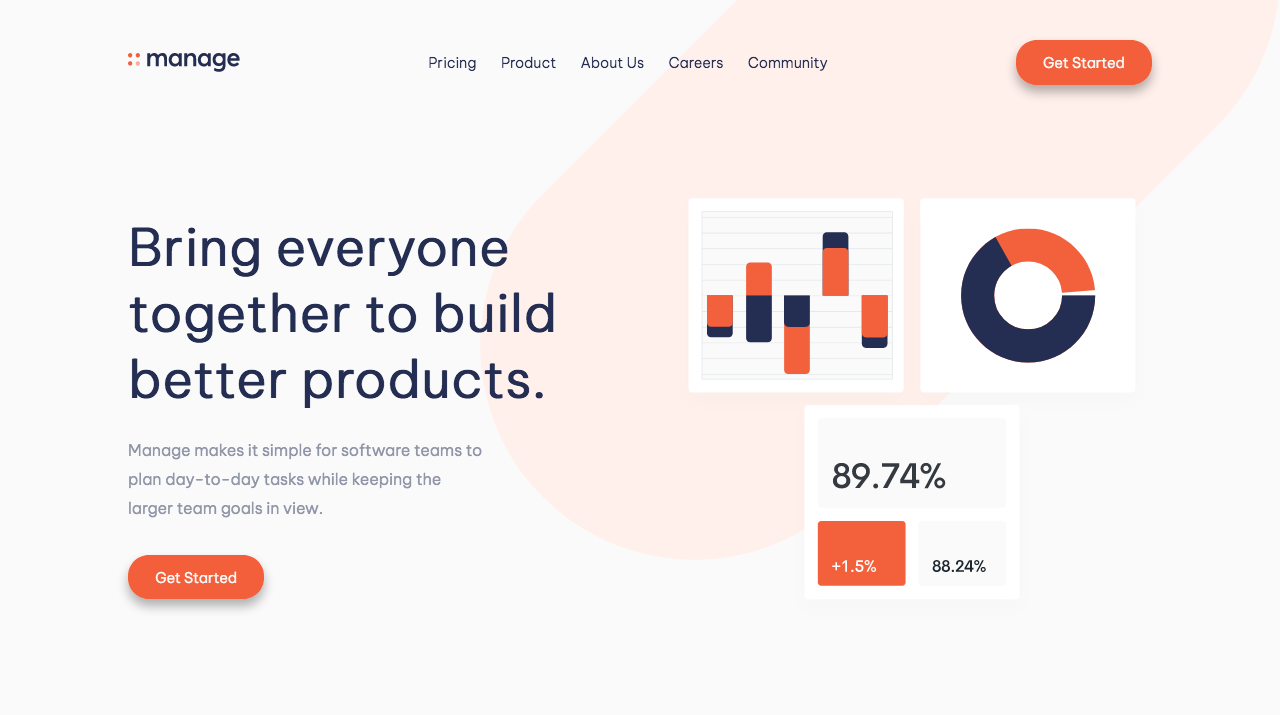 manage
Pricing
Product
About Us
Careers
Community
Get Started
Bring everyone
together to build
better products.
Manage makes it simple for software teams to
plan day-to-day tasks while keeping the
larger team goals in view.
Get Started
89.74%
+1.5%
88.24%